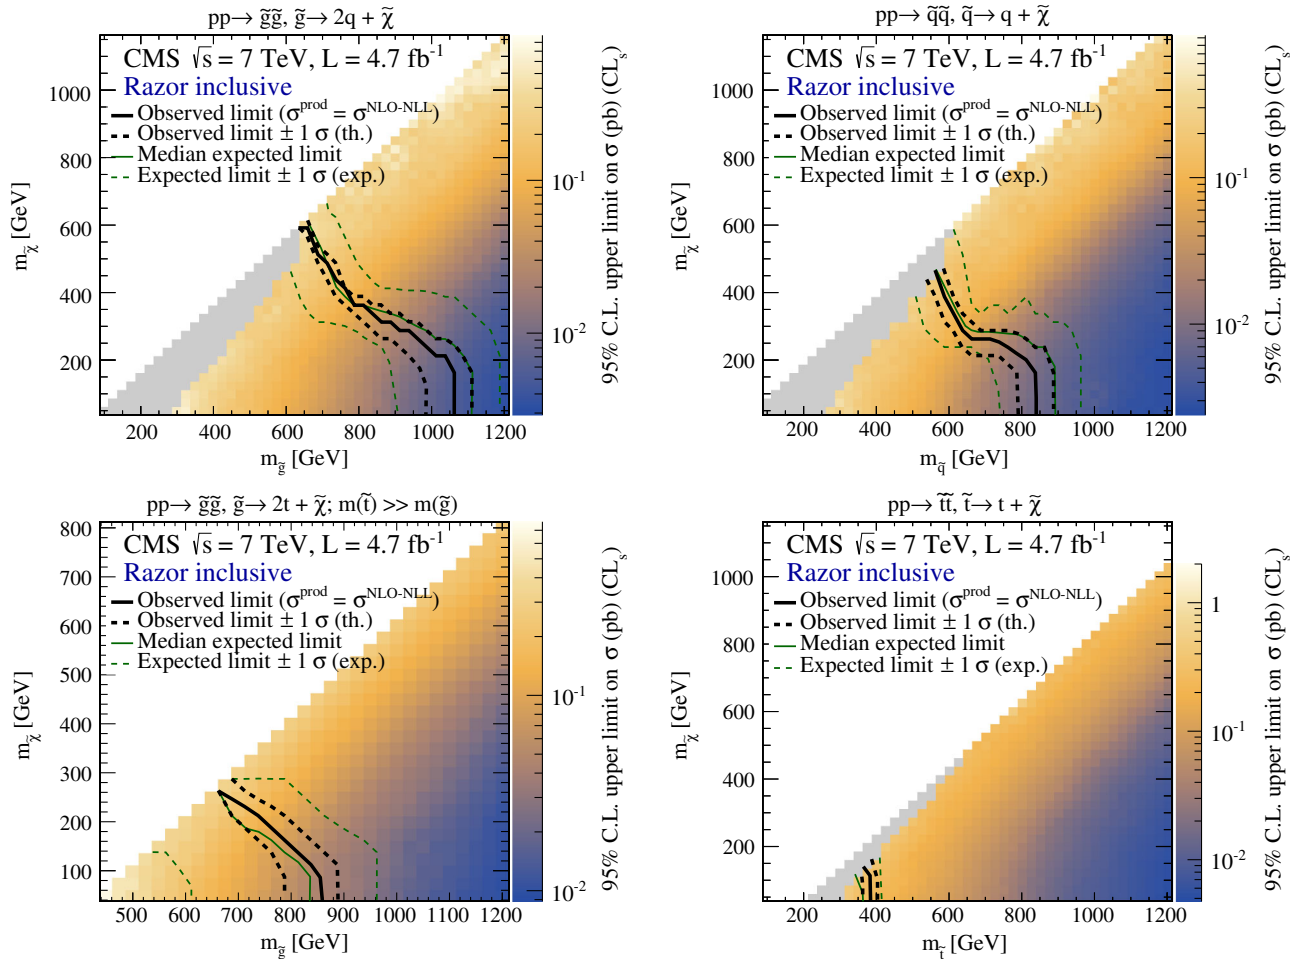 pp→ g̃g̃, g̃→ 2q + χ̃
CMS √s = 7 TeV, L = 4.7 fb⁻¹
Razor inclusive
Observed limit (σ^prod = σ^NLO-NLL)
Observed limit ± 1 σ (th.)
Median expected limit
Expected limit ± 1 σ (exp.)
m_χ̃ [GeV]
1000
800
600
400
200
200 400 600 800 1000 1200
m_g̃ [GeV]
10⁻¹
10⁻²
95% C.L. upper limit on σ (pb) (CL_s)
pp→ q̃q̃, q̃→ q + χ̃
CMS √s = 7 TeV, L = 4.7 fb⁻¹
Razor inclusive
Observed limit (σ^prod = σ^NLO-NLL)
Observed limit ± 1 σ (th.)
Median expected limit
Expected limit ± 1 σ (exp.)
m_χ̃ [GeV]
1000
800
600
400
200
200 400 600 800 1000 1200
m_q̃ [GeV]
10⁻¹
10⁻²
95% C.L. upper limit on σ (pb) (CL_s)
pp→ g̃g̃, g̃→ 2t + χ̃; m(t̃) >> m(g̃)
CMS √s = 7 TeV, L = 4.7 fb⁻¹
Razor inclusive
Observed limit (σ^prod = σ^NLO-NLL)
Observed limit ± 1 σ (th.)
Median expected limit
Expected limit ± 1 σ (exp.)
m_χ̃ [GeV]
800
700
600
500
400
300
200
100
500 600 700 800 900 1000 1100 1200
m_g̃ [GeV]
10⁻¹
10⁻²
95% C.L. upper limit on σ (pb) (CL_s)
pp→ t̃t̃, t̃→ t + χ̃
CMS √s = 7 TeV, L = 4.7 fb⁻¹
Razor inclusive
Observed limit (σ^prod = σ^NLO-NLL)
Observed limit ± 1 σ (th.)
Median expected limit
Expected limit ± 1 σ (exp.)
m_χ̃ [GeV]
1000
800
600
400
200
200 400 600 800 1000 1200
m_t̃ [GeV]
1
10⁻¹
10⁻²
95% C.L. upper limit on σ (pb) (CL_s)